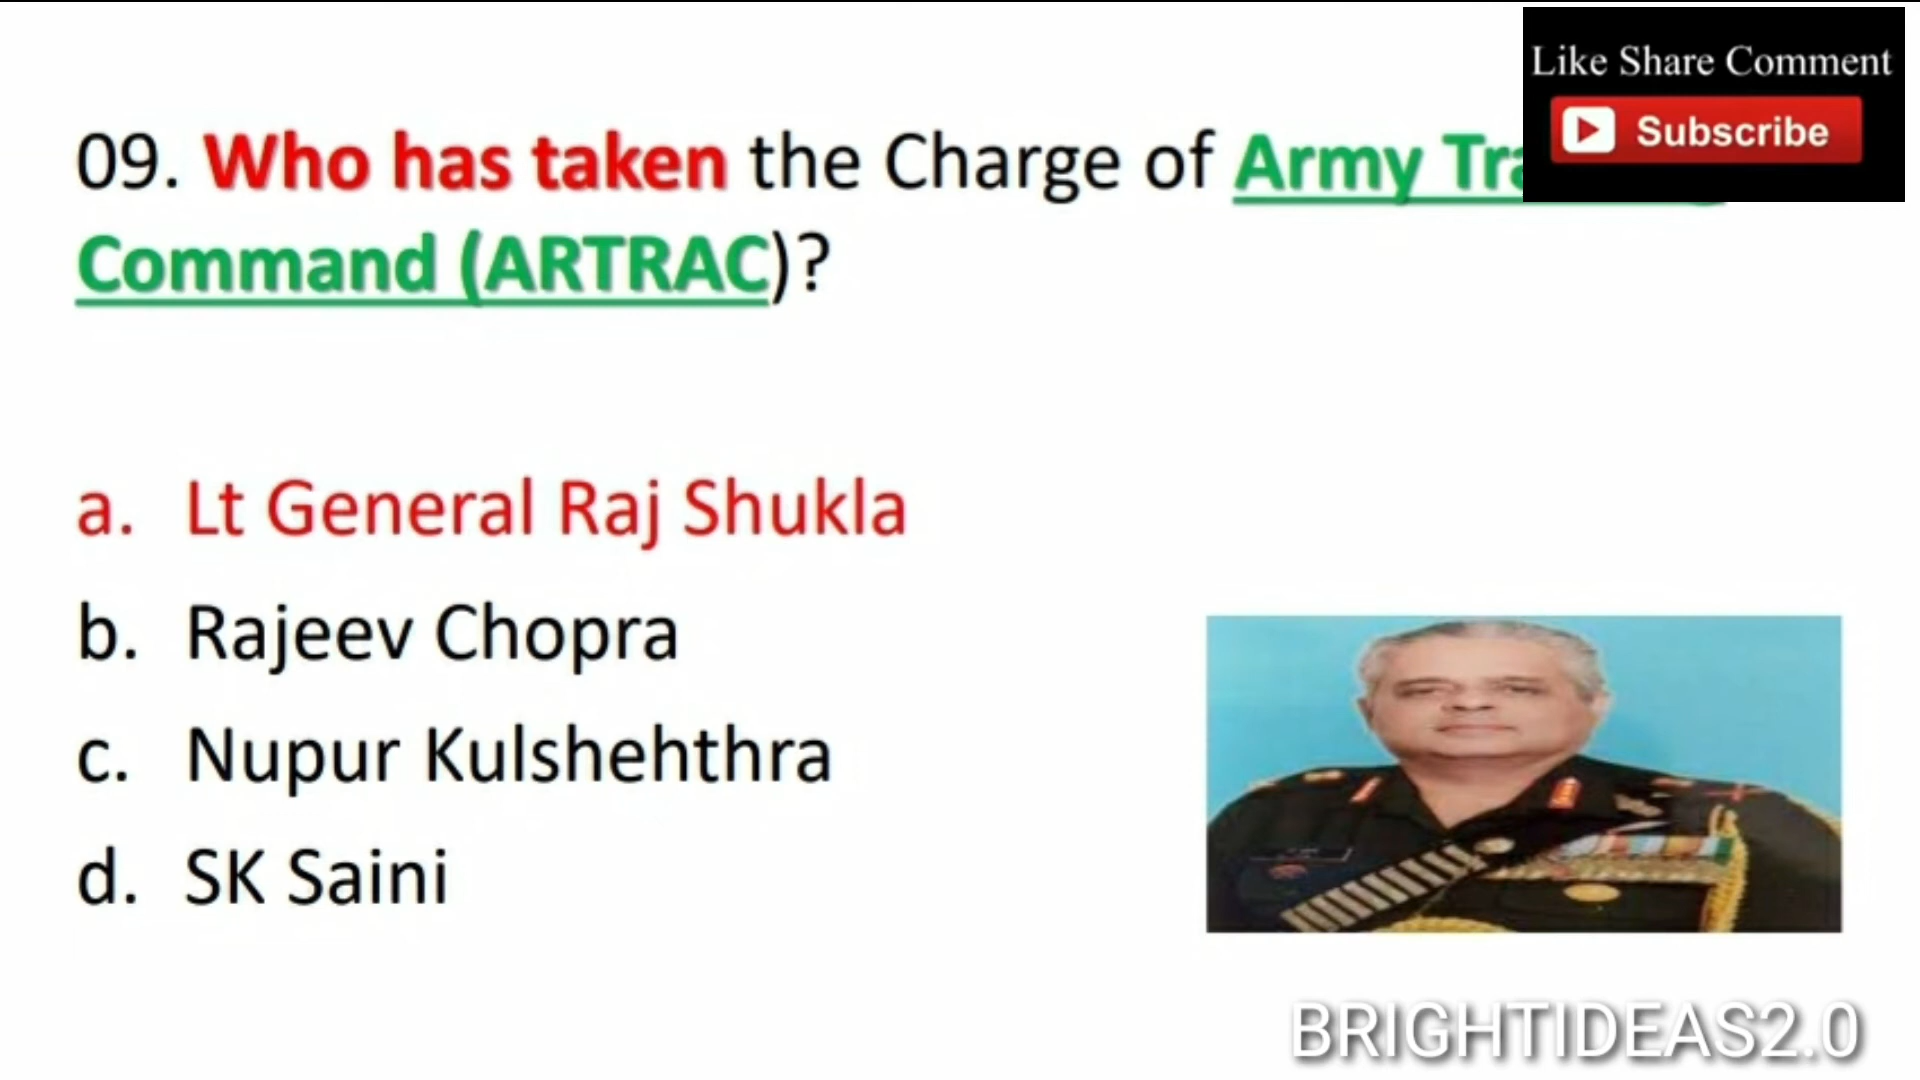 Like Share Comment
Subscribe
09. Who has taken the Charge of Army
Command (ARTRAC)?
a. Lt General Raj Shukla
b. Rajeev Chopra
c. Nupur Kulshehthra
d. SK Saini
BRIGHTIDEAS2.0